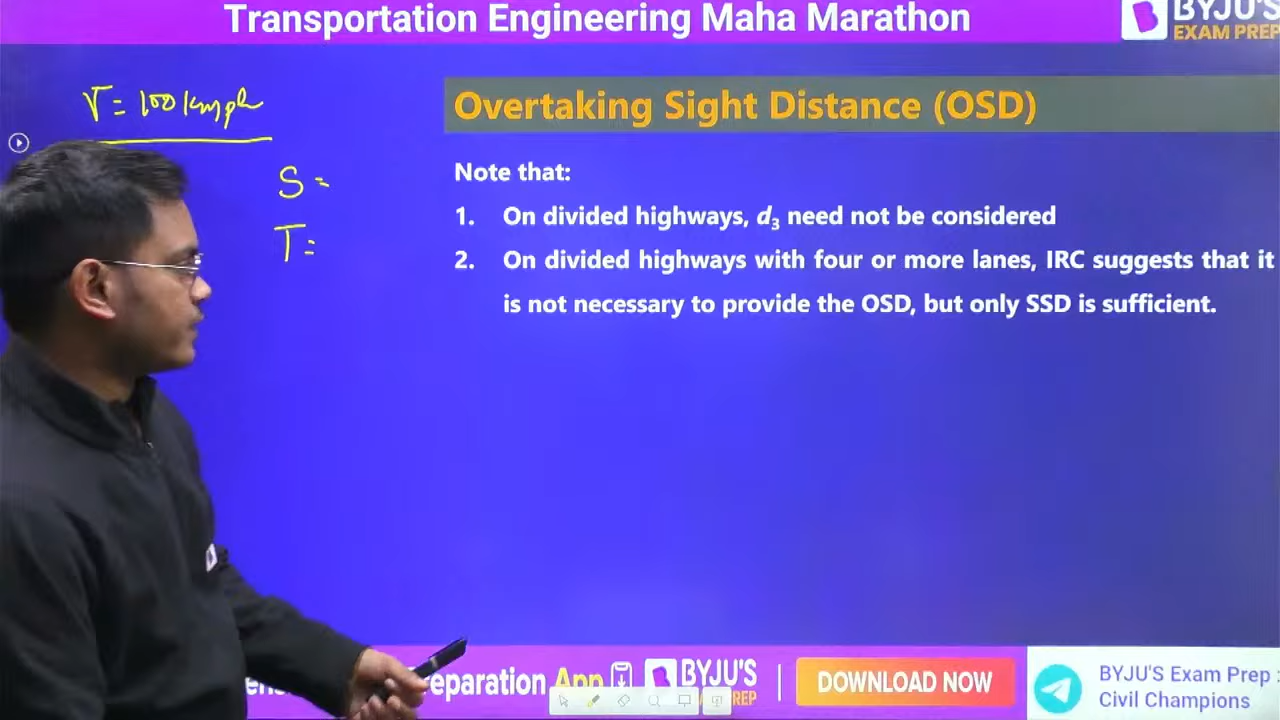 Transportation Engineering Maha Marathon
BYJU'S
EXAM PREP
V = 100 kmph
Overtaking Sight Distance (OSD)
S =
T =
Note that:
1. On divided highways, d3 need not be considered
2. On divided highways with four or more lanes, IRC suggests that it
is not necessary to provide the OSD, but only SSD is sufficient.
reparation App
BYJU'S
DOWNLOAD NOW
BYJU'S Exam Prep :
Civil Champions